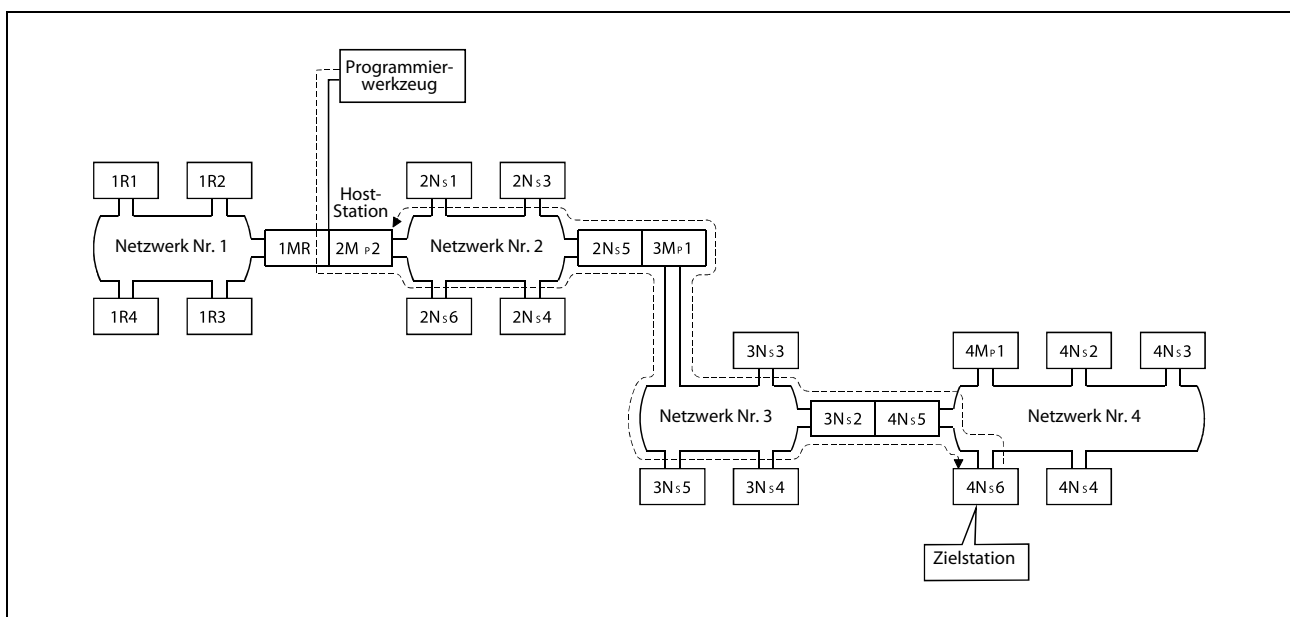 Programmier-
werkzeug
1R1
1R2
Host-
Station
2Ns1
2Ns3
Netzwerk Nr. 1
1MR
2MP2
Netzwerk Nr. 2
2Ns5
3MP1
1R4
1R3
2Ns6
2Ns4
3Ns3
4MP1
4Ns2
4Ns3
Netzwerk Nr. 3
3Ns2
4Ns5
Netzwerk Nr. 4
3Ns5
3Ns4
4Ns6
4Ns4
Zielstation